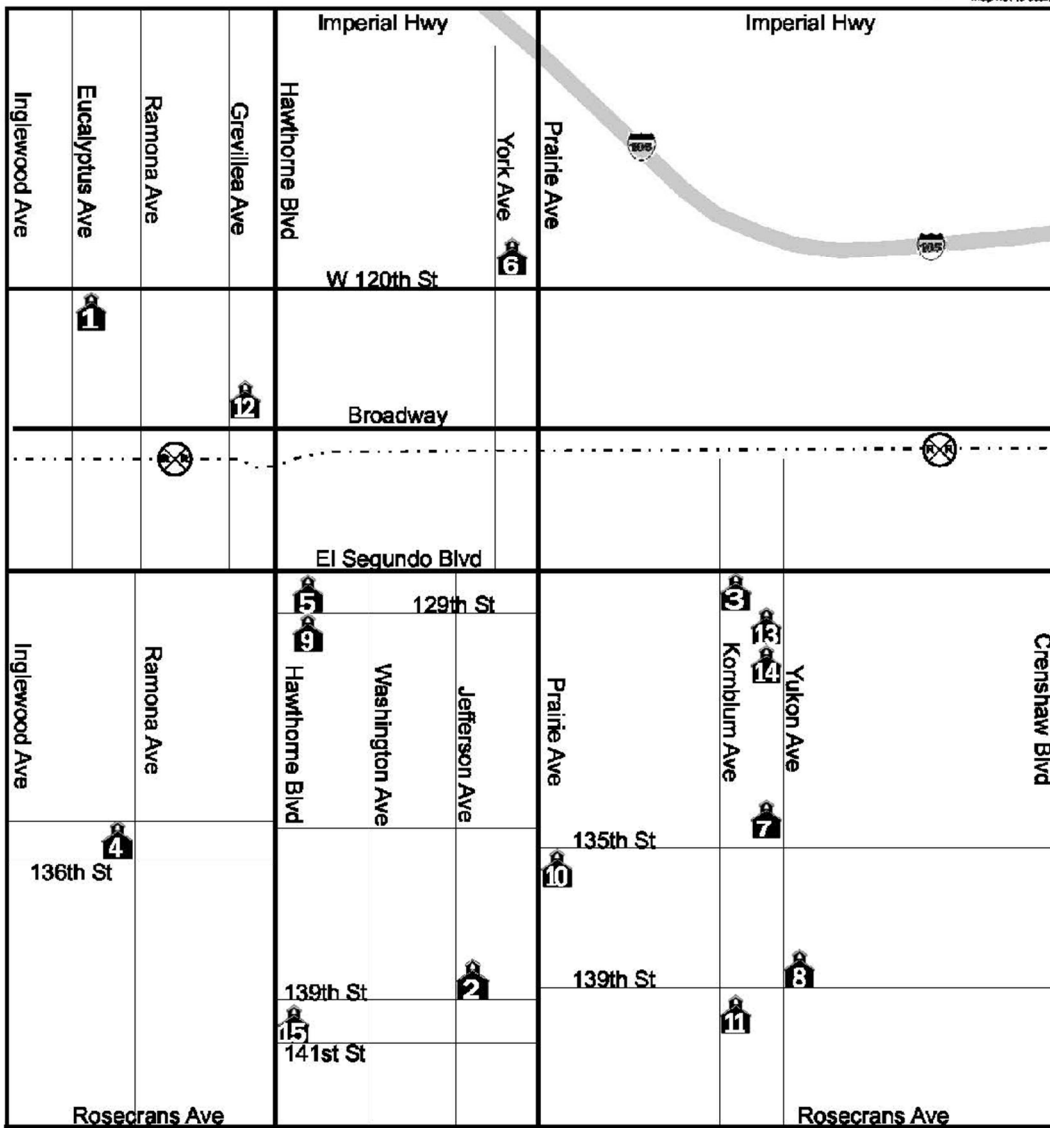 Imperial Hwy
Imperial Hwy
Inglewood Ave
Eucalyptus Ave
Ramona Ave
Grevillea Ave
Hawthorne Blvd
York Ave
Prairie Ave
105
105
6
W 120th St
1
12
Broadway
R R
R R
El Segundo Blvd
5
129th St
3
9
13
14
Inglewood Ave
Ramona Ave
Hawthorne Blvd
Washington Ave
Jefferson Ave
Prairie Ave
Kornblum Ave
Yukon Ave
Crenshaw Blvd
7
4
135th St
136th St
10
2
8
139th St
139th St
15
11
141st St
Rosecrans Ave
Rosecrans Ave